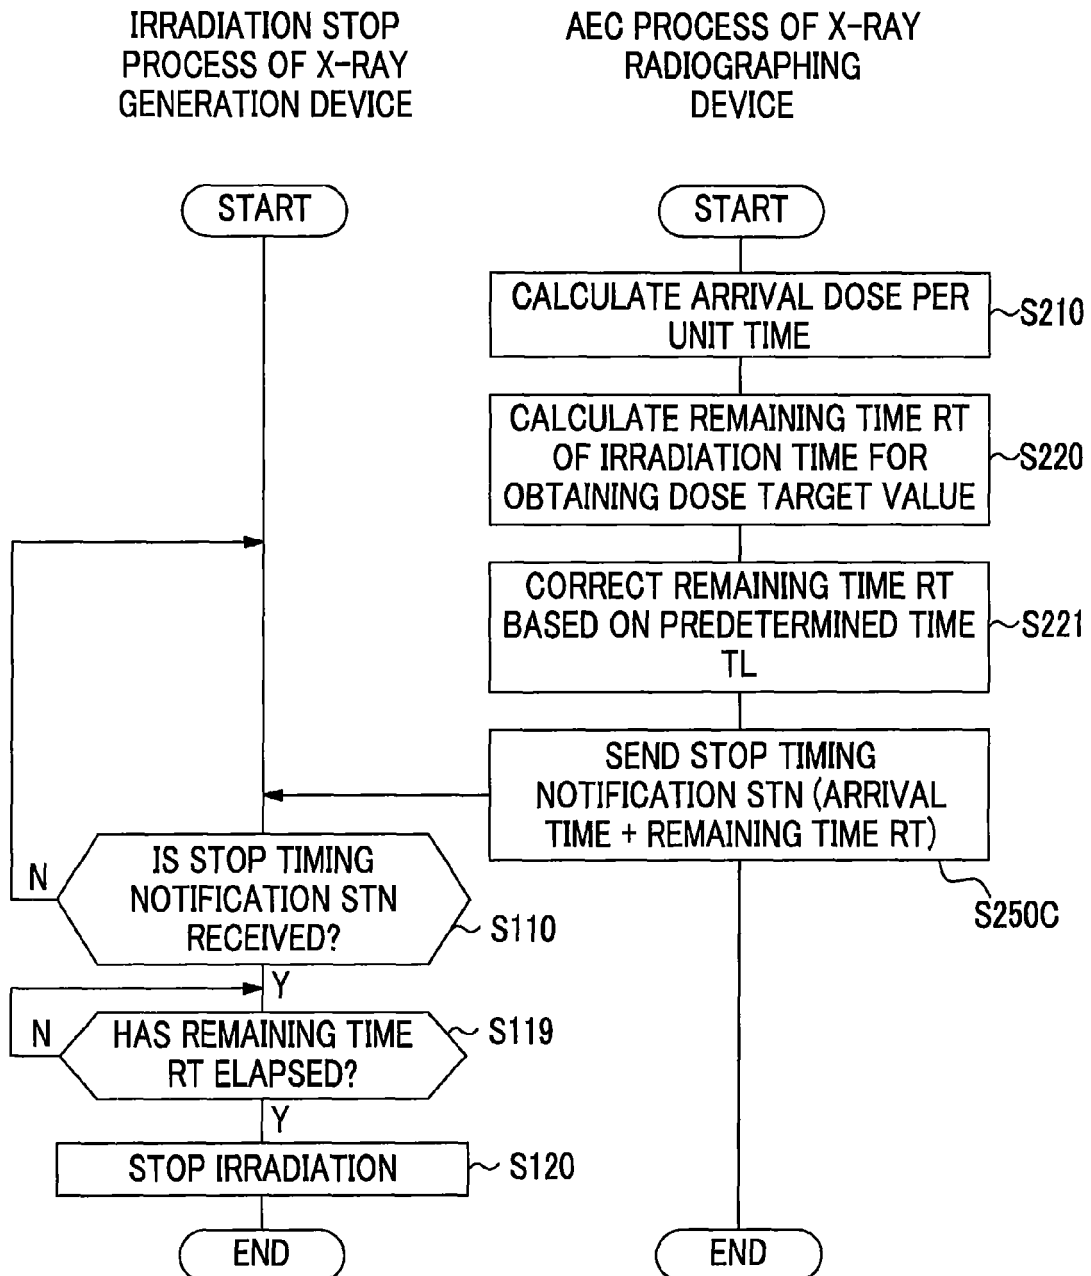 IRRADIATION STOP
PROCESS OF X-RAY
GENERATION DEVICE
AEC PROCESS OF X-RAY
RADIOGRAPHING
DEVICE
START
START
CALCULATE ARRIVAL DOSE PER
UNIT TIME
S210
CALCULATE REMAINING TIME RT
OF IRRADIATION TIME FOR
OBTAINING DOSE TARGET VALUE
S220
CORRECT REMAINING TIME RT
BASED ON PREDETERMINED TIME
TL
S221
SEND STOP TIMING
NOTIFICATION STN (ARRIVAL
TIME + REMAINING TIME RT)
S250C
IS STOP TIMING
NOTIFICATION STN
RECEIVED?
N
S110
Y
HAS REMAINING TIME
RT ELAPSED?
N
S119
Y
STOP IRRADIATION
S120
END
END